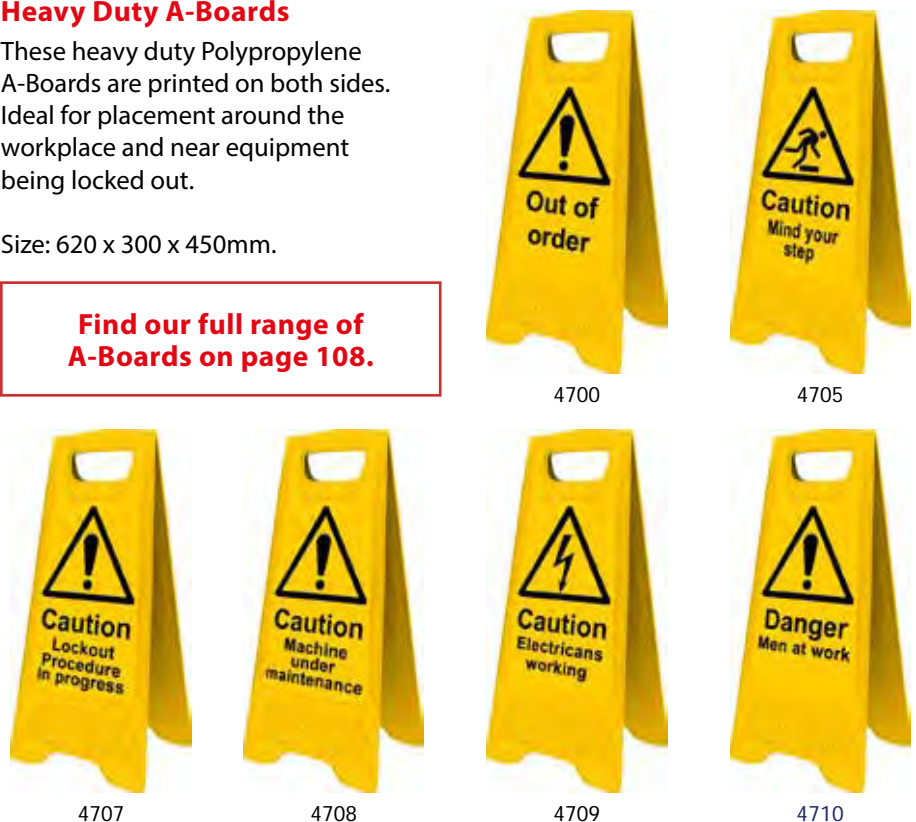 Heavy Duty A-Boards
These heavy duty Polypropylene
A-Boards are printed on both sides.
Ideal for placement around the
workplace and near equipment
being locked out.
Size: 620 x 300 x 450mm.
Find our full range of
A-Boards on page 108.
Out of
order
4700
Caution
Mind your
step
4705
Caution
Lockout
Procedure
in progress
4707
Caution
Machine
under
maintenance
4708
Caution
Electricans
working
4709
Danger
Men at work
4710